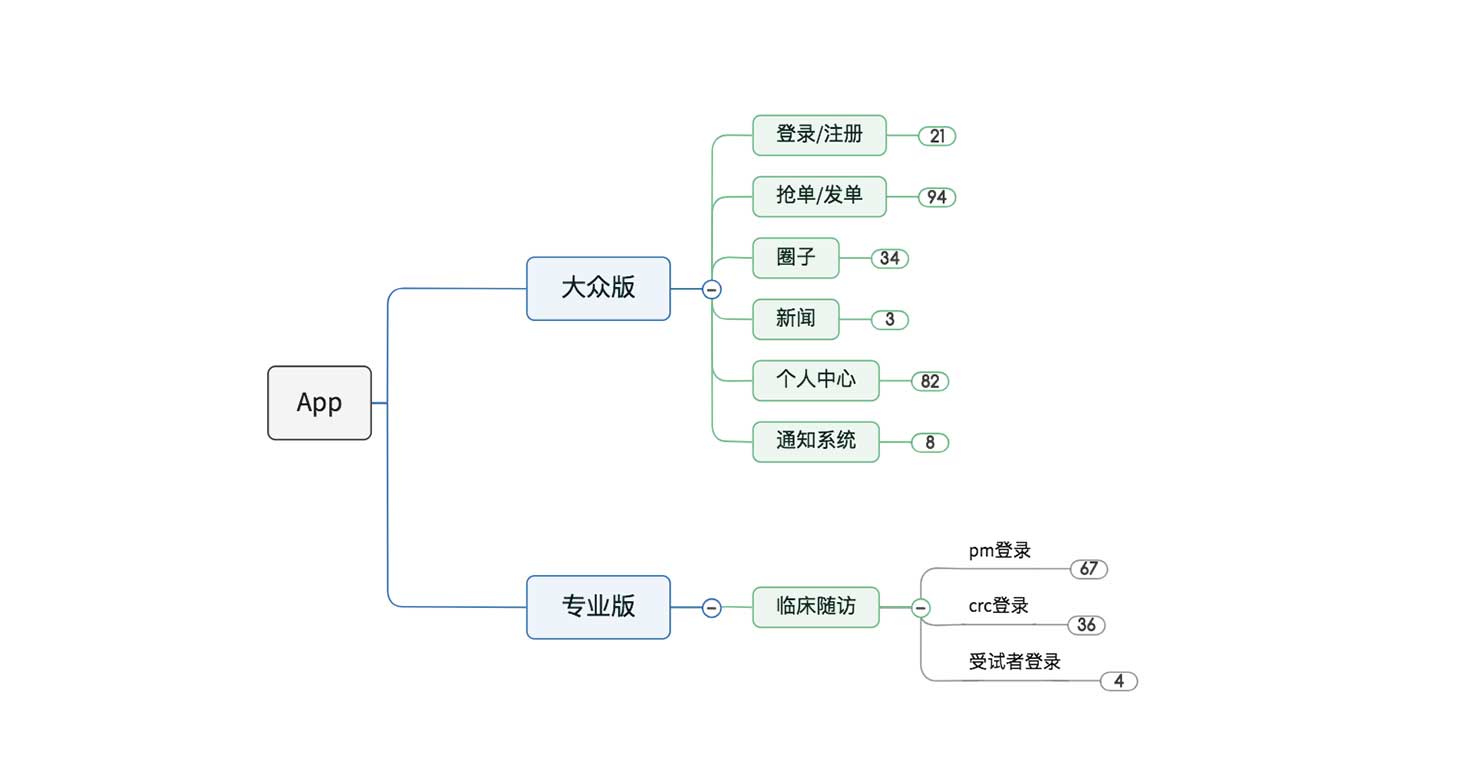 App
大众版
登录/注册
21
抢单/发单
94
圈子
34
新闻
3
个人中心
82
通知系统
8
专业版
临床随访
pm登录
67
crc登录
36
受试者登录
4